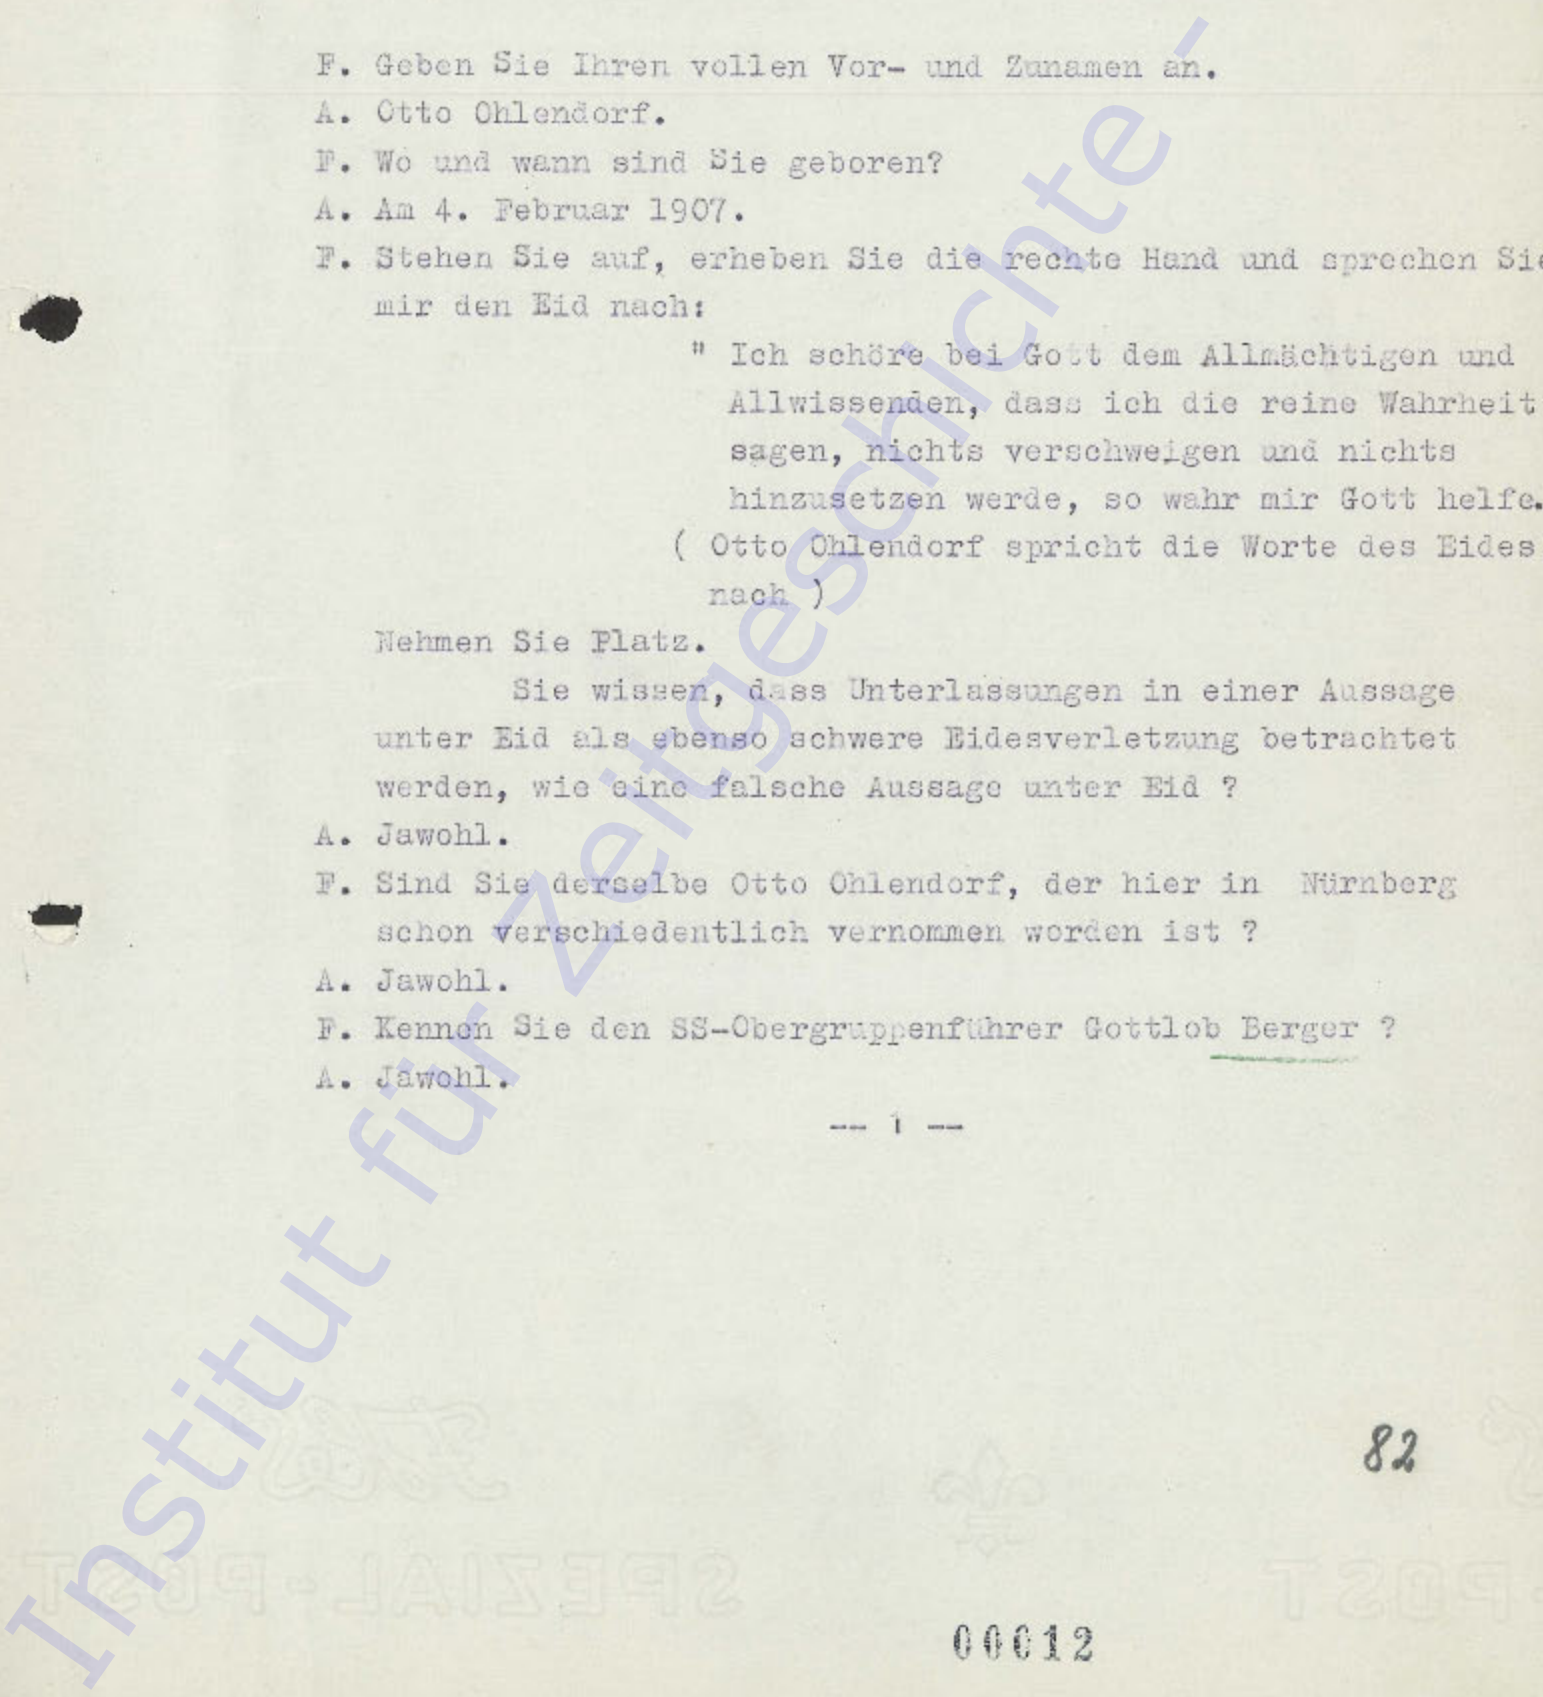 F. Geben Sie Ihren vollen Vor- und Zunamen an.
A. Otto Ohlendorf.
F. Wo und wann sind Sie geboren?
A. Am 4. Februar 1907.
F. Stehen Sie auf, erheben Sie die rechte Hand und sprechen Sie
mir den Eid nach:
" Ich schöre bei Gott dem Allmächtigen und
Allwissenden, dass ich die reine Wahrheit
sagen, nichts verschweigen und nichts
hinzusetzen werde, so wahr mir Gott helfe.
( Otto Ohlendorf spricht die Worte des Eides
nach )
Nehmen Sie Platz.
Sie wissen, dass Unterlassungen in einer Aussage
unter Eid als ebenso schwere Eidesverletzung betrachtet
werden, wie eine falsche Aussage unter Eid ?
A. Jawohl.
F. Sind Sie derselbe Otto Ohlendorf, der hier in Nürnberg
schon verschiedentlich vernommen worden ist ?
A. Jawohl.
F. Kennen Sie den SS-Obergruppenführer Gottlob Berger ?
A. Jawohl.
-- 1 --
82
SPEZIAL-POST
-POST
00012
Institut für Zeitgeschichte -